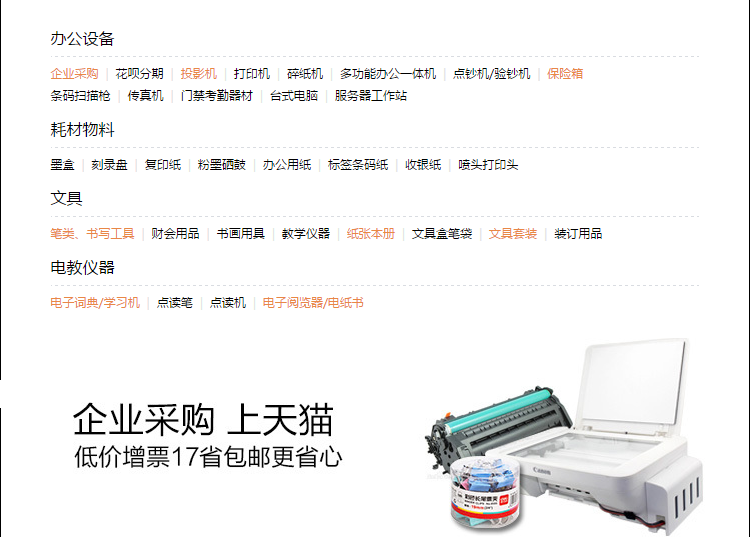 办公设备
企业采购 | 花呗分期 | 投影机 | 打印机 | 碎纸机 | 多功能办公一体机 | 点钞机/验钞机 | 保险箱
条码扫描枪 | 传真机 | 门禁考勤器材 | 台式电脑 | 服务器工作站
耗材物料
墨盒 | 刻录盘 | 复印纸 | 粉墨硒鼓 | 办公用纸 | 标签条码纸 | 收银纸 | 喷头打印头
文具
笔类、书写工具 | 财会用品 | 书画用具 | 教学仪器 | 纸张本册 | 文具盒笔袋 | 文具套装 | 装订用品
电教仪器
电子词典/学习机 | 点读笔 | 点读机 | 电子阅览器/电纸书
企业采购 上天猫
低价增票17省包邮更省心
Canon